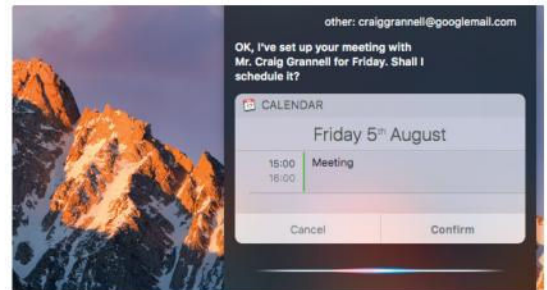 other: craiggrannell@googlemail.com
OK, I've set up your meeting with
Mr. Craig Grannell for Friday. Shall I
schedule it?
CALENDAR
Friday 5th August
15:00 Meeting
16:00
Cancel Confirm